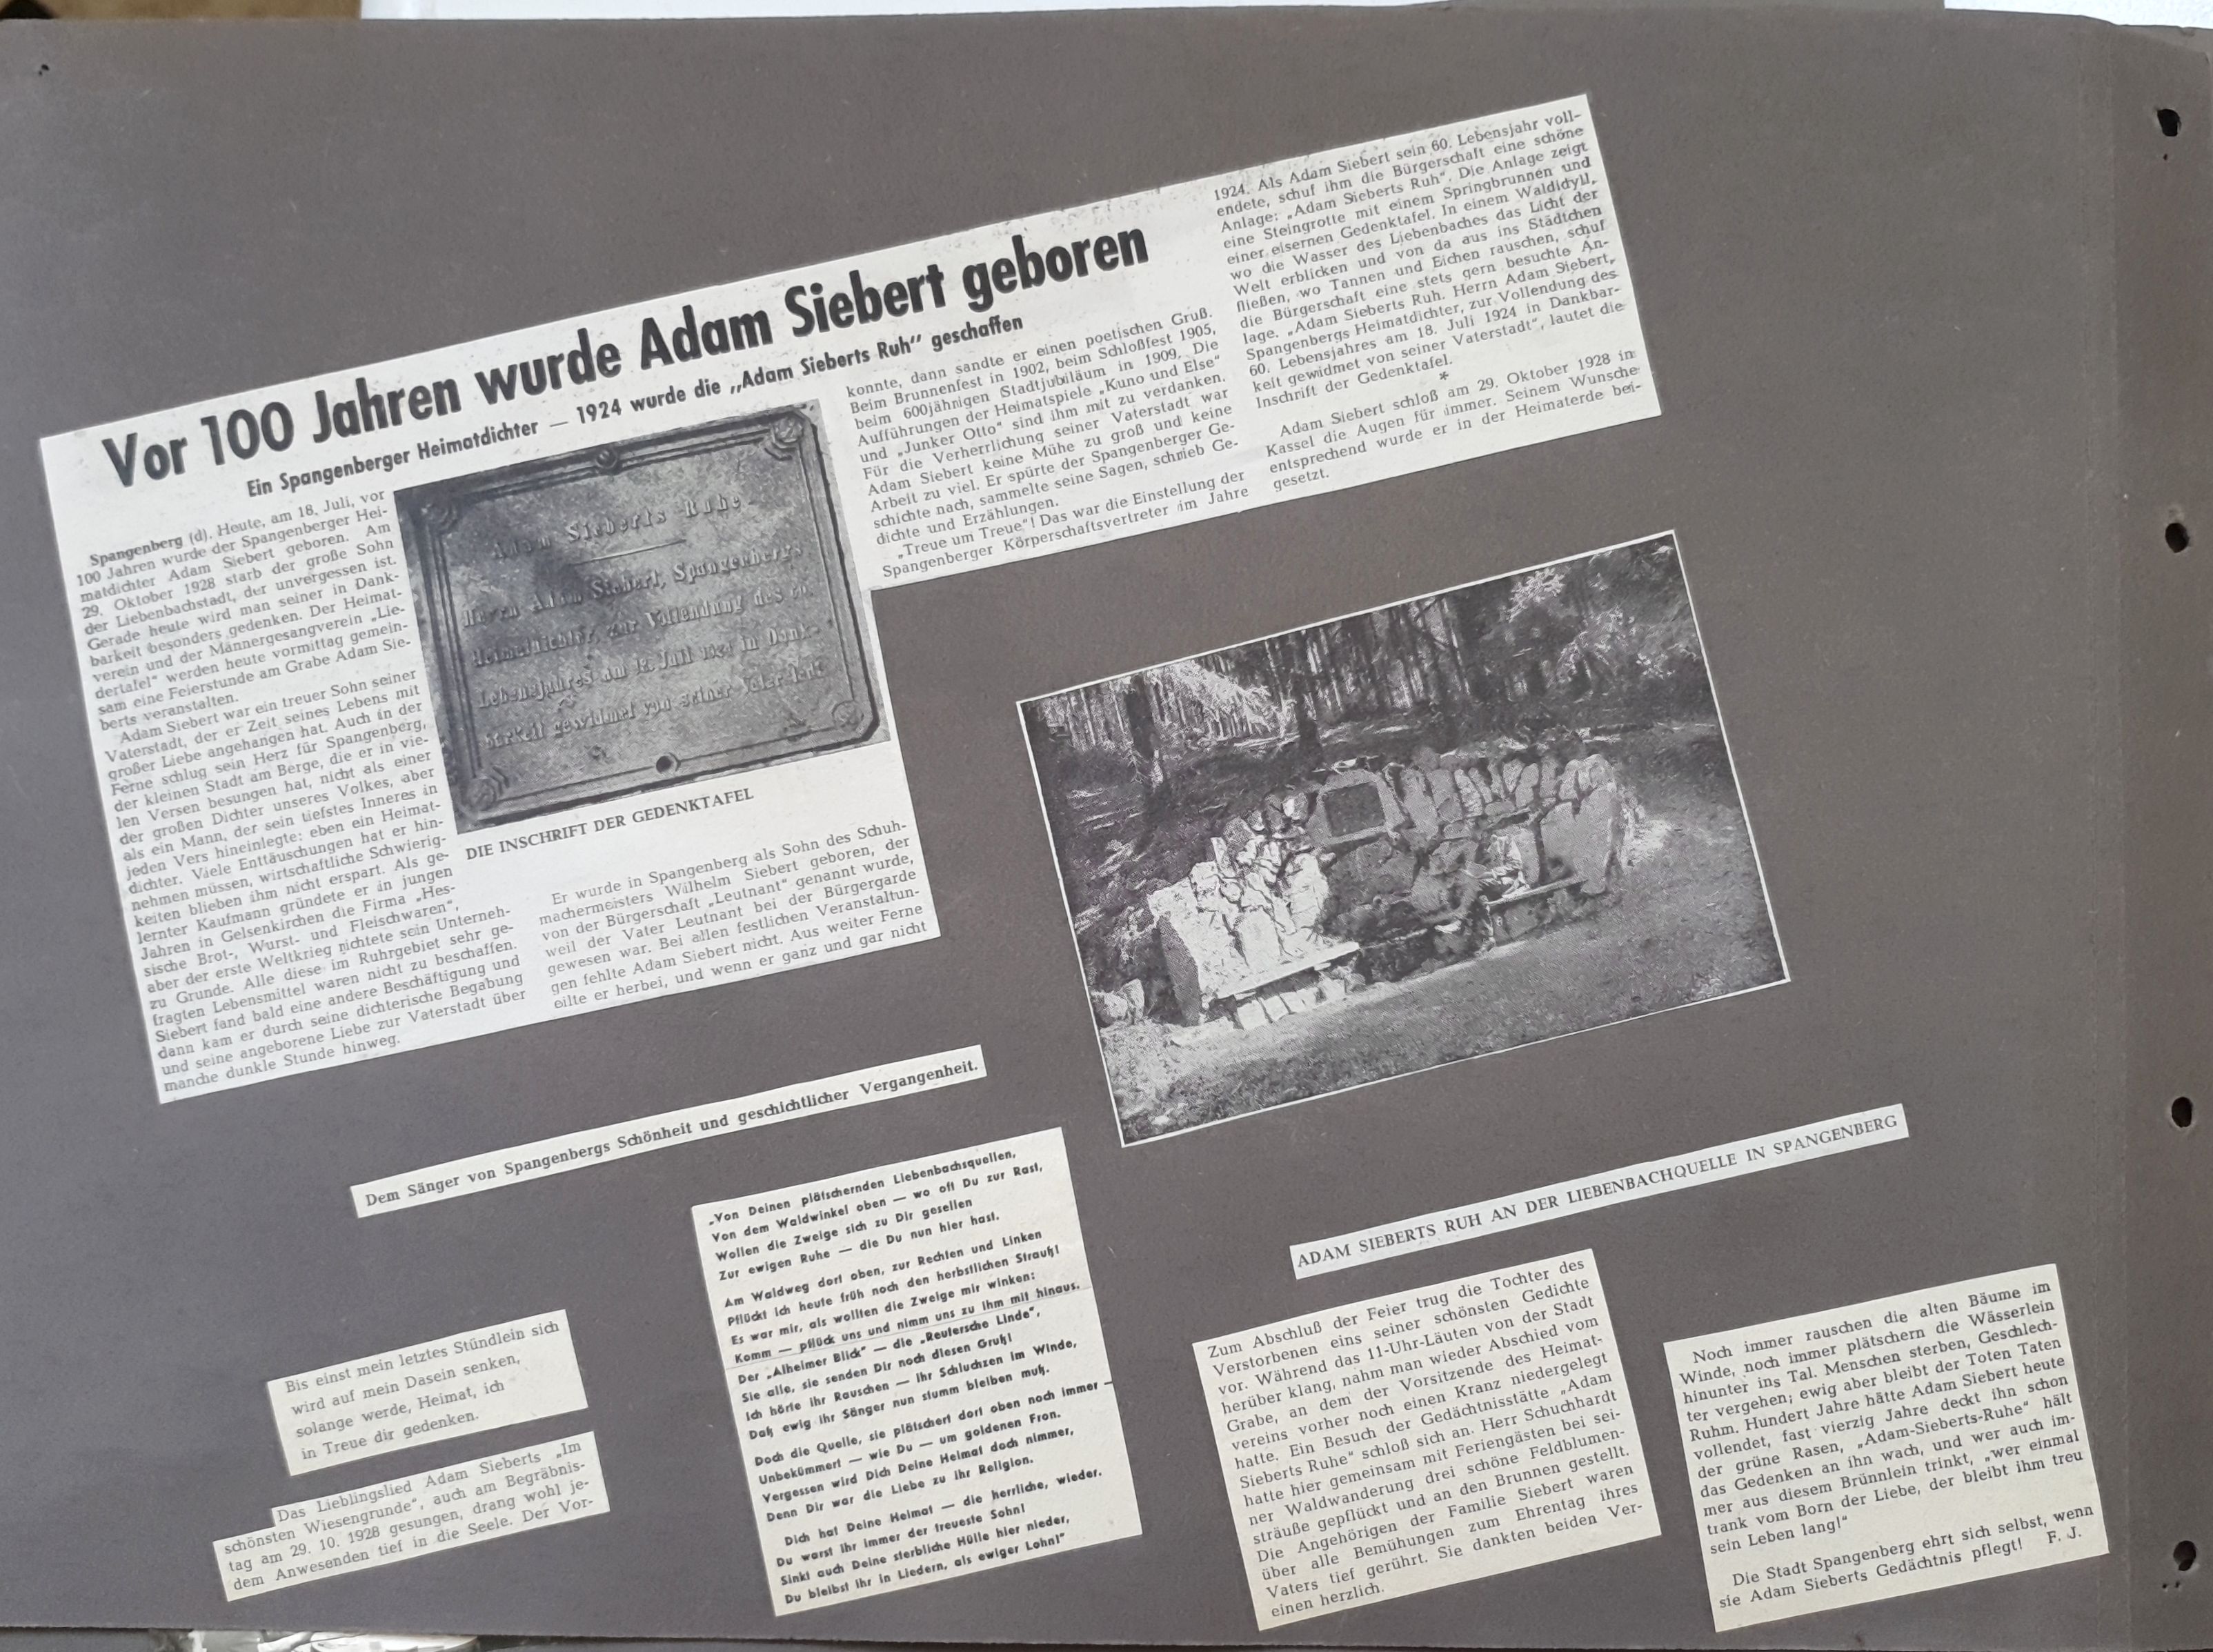 Vor 100 Jahren wurde Adam Siebert geboren
Ein Spangenberger Heimatdichter — 1924 wurde die „Adam Sieberts Ruh" geschaffen
Spangenberg (d). Heute, am 18. Juli, vor
100 Jahren wurde der Spangenberger Hei-
matdichter Adam Siebert geboren. Am
29. Oktober 1928 starb der große Sohn
der Liebenbachstadt, der unvergessen ist.
Gerade heute wird man seiner in Dank-
barkeit besonders gedenken. Der Heimat-
verein und der Männergesangverein „Lie-
dertafel" werden heute vormittag gemein-
sam eine Feierstunde am Grabe Adam Sie-
berts veranstalten.
Adam Siebert war ein treuer Sohn seiner
Vaterstadt, der er Zeit seines Lebens mit
großer Liebe angehangen hat. Auch in der
Ferne schlug sein Herz für Spangenberg,
der kleinen Stadt am Berge, die er in vie-
len Versen besungen hat, nicht als einer
der großen Dichter unseres Volkes, aber
als ein Mann, der sein tiefstes Inneres in
jeden Vers hineinlegte: eben ein Heimat-
dichter. Viele Enttäuschungen hat er hin-
nehmen müssen, wirtschaftliche Schwierig-
keiten blieben ihm nicht erspart. Als ge-
lernter Kaufmann gründete er in jungen
Jahren in Gelsenkirchen die Firma „Hes-
sische Brot-, Wurst- und Fleischwaren",
aber der erste Weltkrieg richtete sein Unterneh-
zu Grunde. Alle diese im Ruhrgebiet sehr ge-
fragten Lebensmittel waren nicht zu beschaffen.
Siebert fand bald eine andere Beschäftigung und
dann kam er durch seine dichterische Begabung
und seine angeborene Liebe zur Vaterstadt über
manche dunkle Stunde hinweg.
Adam Sieberts Ruhe.
Herrn Adam Siebert, Spangenbergs
Heimatdichter, zur Vollendung des 60.
Lebensjahres am 18. Juli 1924 in Dank-
barkeit gewidmet von seiner Vaterstadt
DIE INSCHRIFT DER GEDENKTAFEL
Er wurde in Spangenberg als Sohn des Schuh-
machermeisters Wilhelm Siebert geboren, der
von der Bürgerschaft „Leutnant" genannt wurde,
weil der Vater Leutnant bei der Bürgergarde
gewesen war. Bei allen festlichen Veranstaltun-
gen fehlte Adam Siebert nicht. Aus weiter Ferne
eilte er herbei, und wenn er ganz und gar nicht
konnte, dann sandte er einen poetischen Gruß.
Beim Brunnenfest in 1902, beim Schloßfest 1905,
beim 600jährigen Stadtjubiläum in 1909. Die
Aufführungen der Heimatspiele „Kuno und Else"
und „Junker Otto" sind ihm mit zu verdanken.
Für die Verherrlichung seiner Vaterstadt war
Adam Siebert keine Mühe zu groß und keine
Arbeit zu viel. Er spürte der Spangenberger Ge-
schichte nach, sammelte seine Sagen, schrieb Ge-
dichte und Erzählungen.
„Treue um Treue"! Das war die Einstellung der
Spangenberger Körperschaftsvertreter im Jahre
1924. Als Adam Siebert sein 60. Lebensjahr voll-
endete, schuf ihm die Bürgerschaft eine schöne
Anlage: „Adam Sieberts Ruh". Die Anlage zeigt
eine Steingrotte mit einem Springbrunnen und
einer eisernen Gedenktafel. In einem Waldidyll,
wo die Wasser des Liebenbaches das Licht der
Welt erblicken und von da aus ins Städtchen
fließen, wo Tannen und Eichen rauschen, schuf
die Bürgerschaft eine stets gern besuchte An-
lage. „Adam Sieberts Ruh. Herrn Adam Siebert,
Spangenbergs Heimatdichter, zur Vollendung des
60. Lebensjahres am 18. Juli 1924 in Dankbar-
keit gewidmet von seiner Vaterstadt", lautet die
Inschrift der Gedenktafel.
*
Adam Siebert schloß am 29. Oktober 1928 in
Kassel die Augen für immer. Seinem Wunsche
entsprechend wurde er in der Heimaterde bei-
gesetzt.
Dem Sänger von Spangenbergs Schönheit und geschichtlicher Vergangenheit.
Bis einst mein letztes Stündlein sich
wird auf mein Dasein senken,
solange werde, Heimat, ich
in Treue dir gedenken.
Das Lieblingslied Adam Sieberts „Im
schönsten Wiesengrunde", auch am Begräbnis-
tag am 29. 10. 1928 gesungen, drang wohl je-
dem Anwesenden tief in die Seele. Der Vor-
„Von Deinen plätschernden Liebenbachsquellen,
Von dem Waldwinkel oben — wo oft Du zur Rast,
Wollen die Zweige sich zu Dir gesellen
Zur ewigen Ruhe — die Du nun hier hast.
Am Waldweg dort oben, zur Rechten und Linken
Pflückt ich heute früh noch den herbstlichen Strauß!
Es war mir, als wollten die Zweige mir winken:
Komm — pflück uns und nimm uns zu ihm mit hinaus.
Der „Alheimer Blick" — die „Reutersche Linde",
Sie alle, sie senden Dir noch diesen Gruß!
Ich hörte ihr Rauschen — ihr Schluchzen im Winde,
Daß ewig ihr Sänger nun stumm bleiben muß.
Doch die Quelle, sie plätschert dort oben noch immer —
Unbekümmert — wie Du — um goldenen Fron.
Vergessen wird Dich Deine Heimat doch nimmer,
Denn Dir war die Liebe zu ihr Religion.
Dich hat Deine Heimat — die herrliche, wieder.
Du warst ihr immer der treueste Sohn!
Sinkt auch Deine sterbliche Hülle hier nieder,
Du bleibst ihr in Liedern, als ewiger Lohn!"
ADAM SIEBERTS RUH AN DER LIEBENBACHQUELLE IN SPANGENBERG
Zum Abschluß der Feier trug die Tochter des
Verstorbenen eins seiner schönsten Gedichte
vor. Während das 11-Uhr-Läuten von der Stadt
herüber klang, nahm man wieder Abschied vom
Grabe, an dem der Vorsitzende des Heimat-
vereins vorher noch einen Kranz niedergelegt
hatte. Ein Besuch der Gedächtnisstätte „Adam
Sieberts Ruhe" schloß sich an. Herr Schuchhardt
hatte hier gemeinsam mit Feriengästen bei sei-
ner Waldwanderung drei schöne Feldblumen-
sträuße gepflückt und an den Brunnen gestellt.
Die Angehörigen der Familie Siebert waren
über alle Bemühungen zum Ehrentag ihres
Vaters tief gerührt. Sie dankten beiden Ver-
einen herzlich.
Noch immer rauschen die alten Bäume im
Winde, noch immer plätschern die Wässerlein
hinunter ins Tal. Menschen sterben, Geschlech-
ter vergehen; ewig aber bleibt der Toten Taten
Ruhm. Hundert Jahre hätte Adam Siebert heute
vollendet, fast vierzig Jahre deckt ihn schon
der grüne Rasen, „Adam-Sieberts-Ruhe" hält
das Gedenken an ihn wach, und wer auch im-
mer aus diesem Brünnlein trinkt, „wer einmal
trank vom Born der Liebe, der bleibt ihm treu
sein Leben lang!"
Die Stadt Spangenberg ehrt sich selbst, wenn
sie Adam Sieberts Gedächtnis pflegt! F. J.